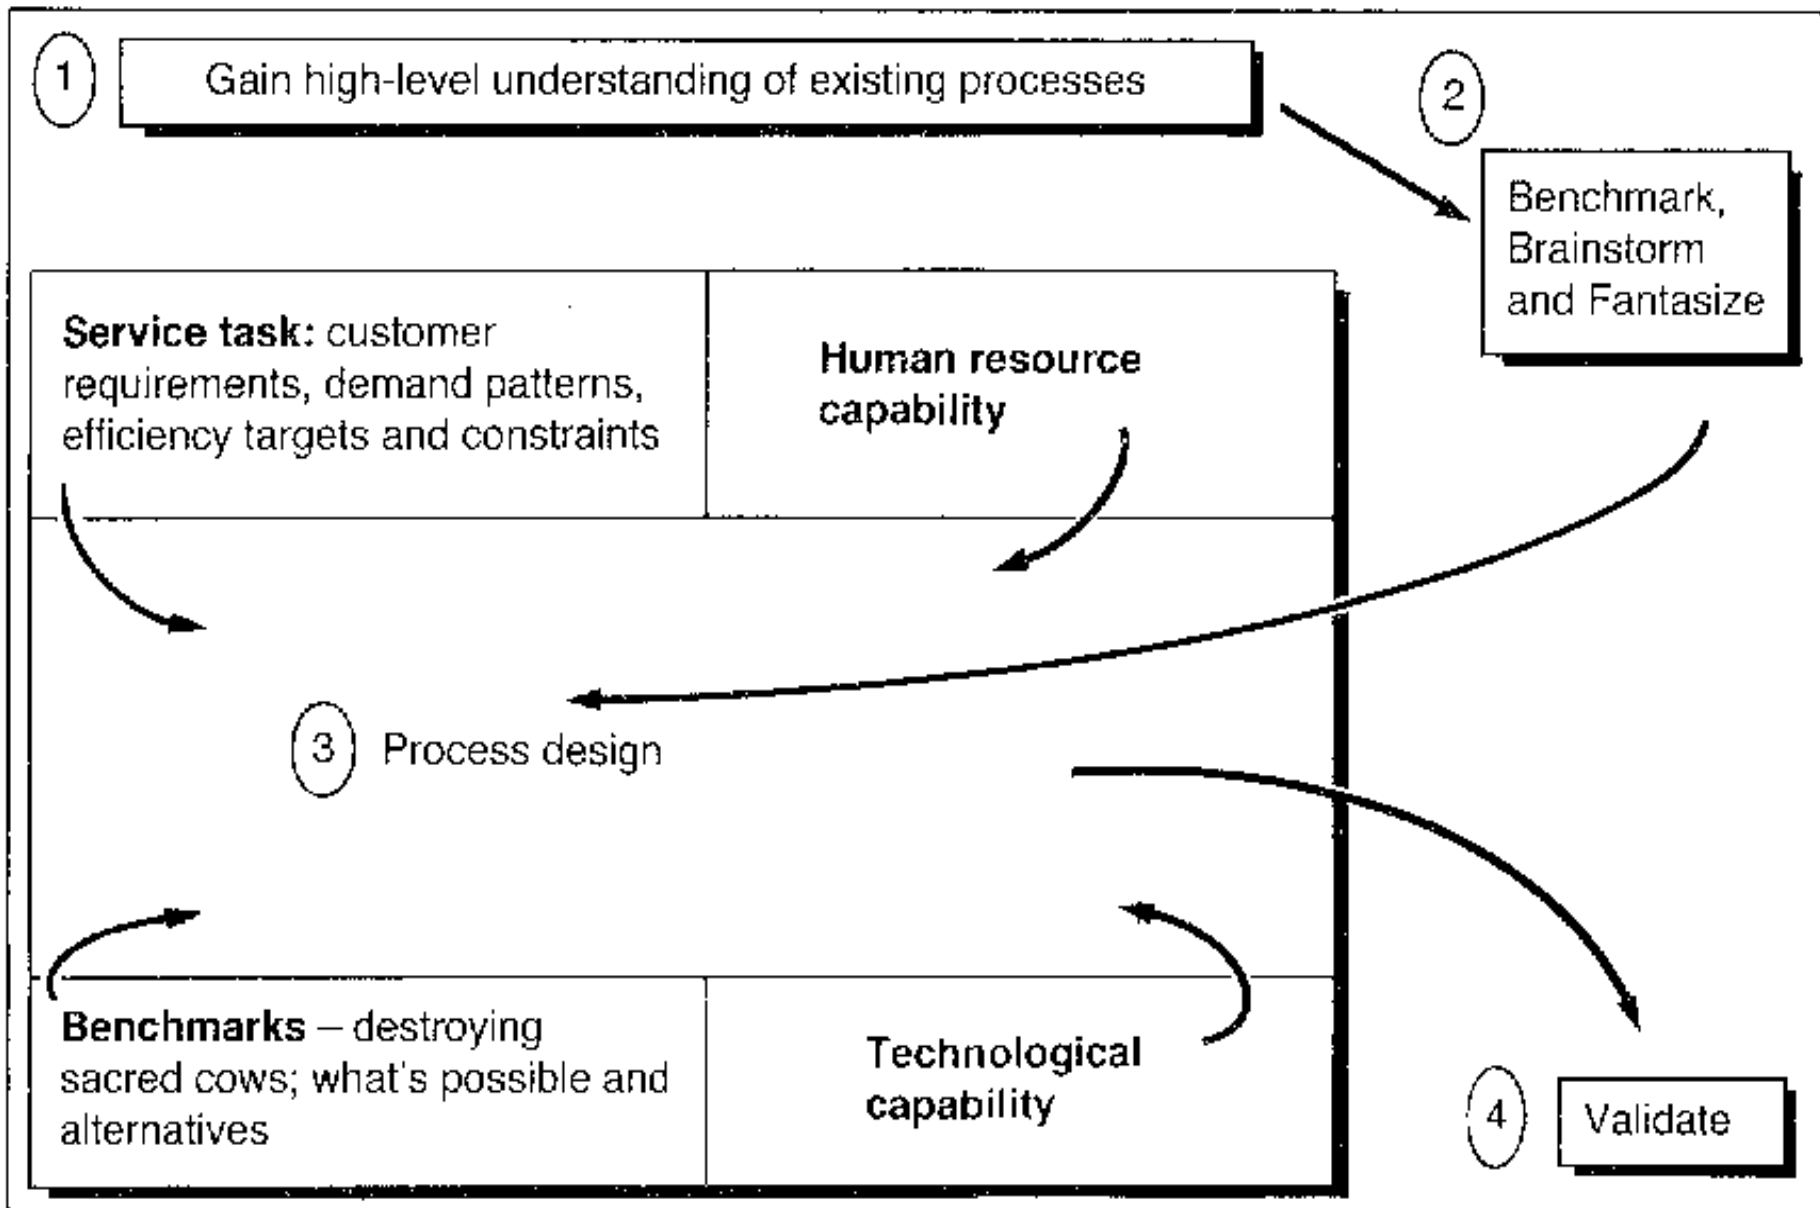 1
Gain high-level understanding of existing processes
2
Benchmark,
Brainstorm
and Fantasize
Service task: customer
requirements, demand patterns,
efficiency targets and constraints
Human resource
capability
3
Process design
Benchmarks – destroying
sacred cows; what's possible and
alternatives
Technological
capability
4
Validate